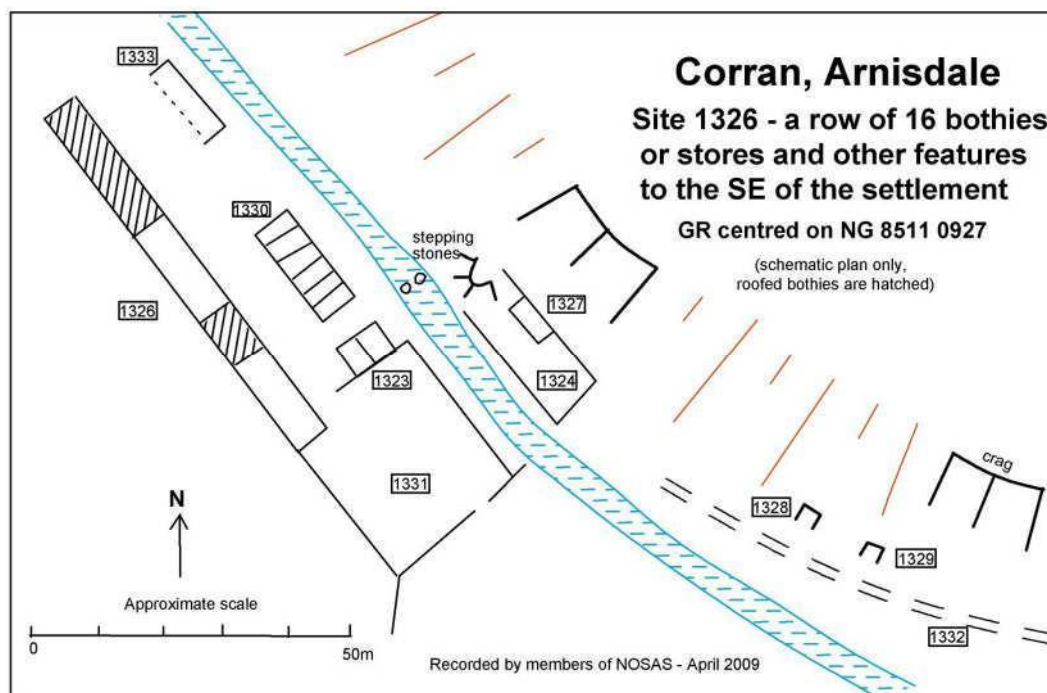 Corran, Arnisdale
Site 1326 - a row of 16 bothies
or stores and other features
to the SE of the settlement
GR centred on NG 8511 0927
(schematic plan only,
roofed bothies are hatched)
1333
1330
stepping
stones
1326
1327
1323
1324
1331
crag
1328
1329
1332
N
Approximate scale
0
50m
Recorded by members of NOSAS - April 2009